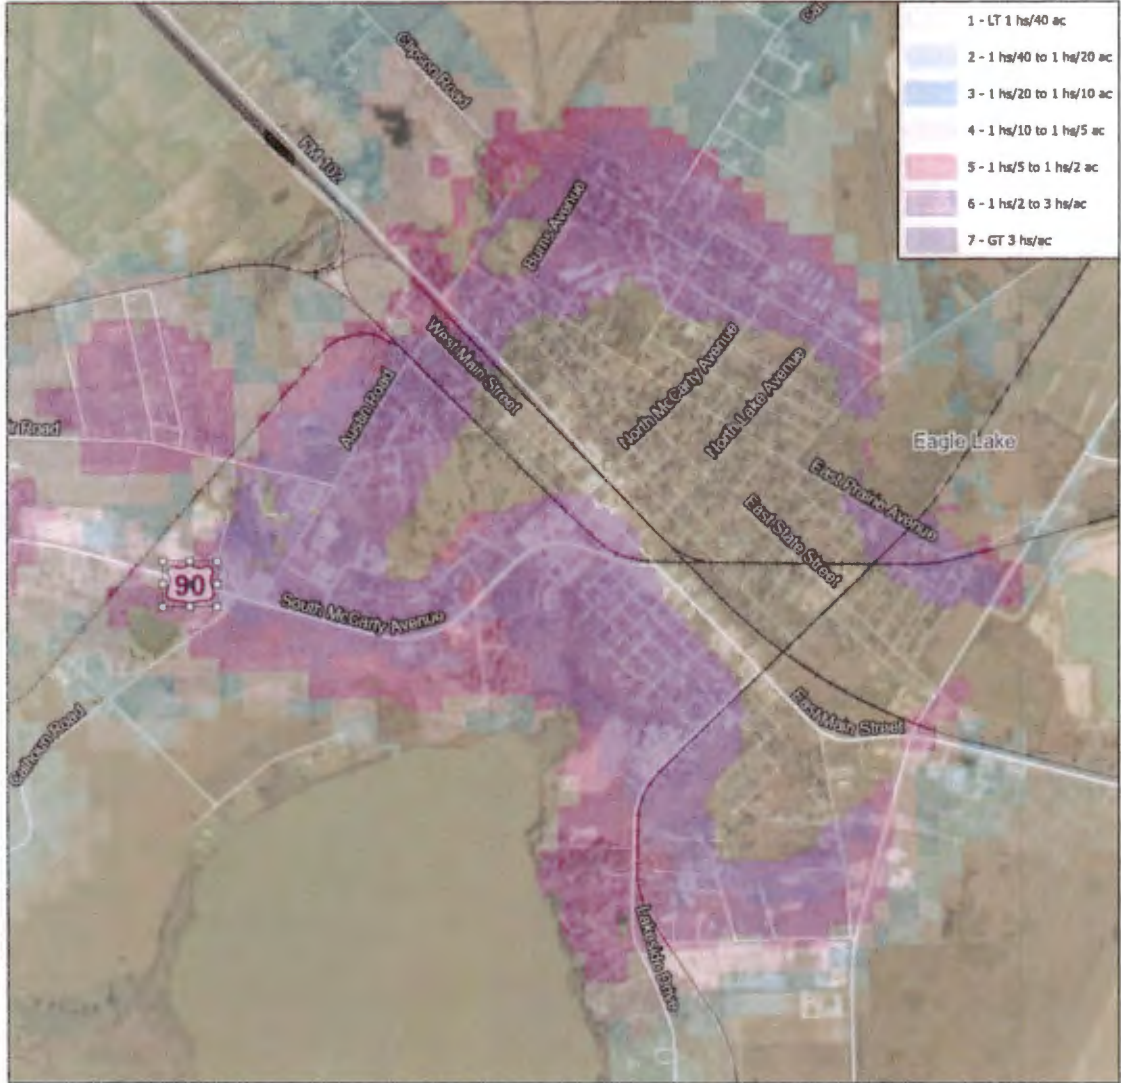 1 - LT 1 hs/40 ac
2 - 1 hs/40 to 1 hs/20 ac
3 - 1 hs/20 to 1 hs/10 ac
4 - 1 hs/10 to 1 hs/5 ac
5 - 1 hs/5 to 1 hs/2 ac
6 - 1 hs/2 to 3 hs/ac
7 - GT 3 hs/ac
Clipson Road
FM 102
Burns Avenue
West Main Street
North McCarty Avenue
North Lake Avenue
Austin Road
Road
Eagle Lake
East Prairie Avenue
East State Street
90
South McCarty Avenue
East Main Street
Calhoun Road
Lakeside Drive